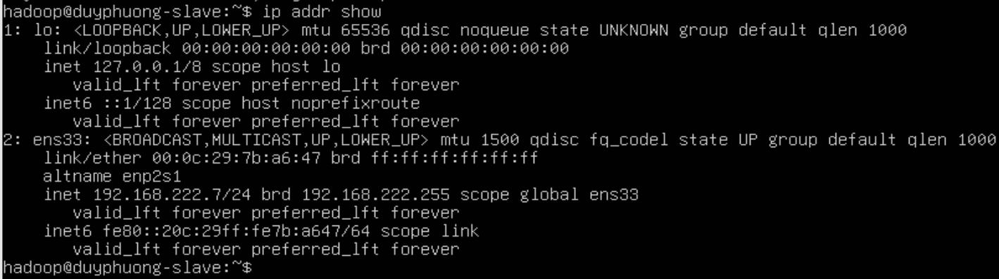 hadoop@duyphuong-slave:~$ ip addr show
1: lo: <LOOPBACK,UP,LOWER_UP> mtu 65536 qdisc noqueue state UNKNOWN group default qlen 1000
    link/loopback 00:00:00:00:00:00 brd 00:00:00:00:00:00
    inet 127.0.0.1/8 scope host lo
       valid_lft forever preferred_lft forever
    inet6 ::1/128 scope host noprefixroute
       valid_lft forever preferred_lft forever
2: ens33: <BROADCAST,MULTICAST,UP,LOWER_UP> mtu 1500 qdisc fq_codel state UP group default qlen 1000
    link/ether 00:0c:29:7b:a6:47 brd ff:ff:ff:ff:ff:ff
    altname enp2s1
    inet 192.168.222.7/24 brd 192.168.222.255 scope global ens33
       valid_lft forever preferred_lft forever
    inet6 fe80::20c:29ff:fe7b:a647/64 scope link
       valid_lft forever preferred_lft forever
hadoop@duyphuong-slave:~$